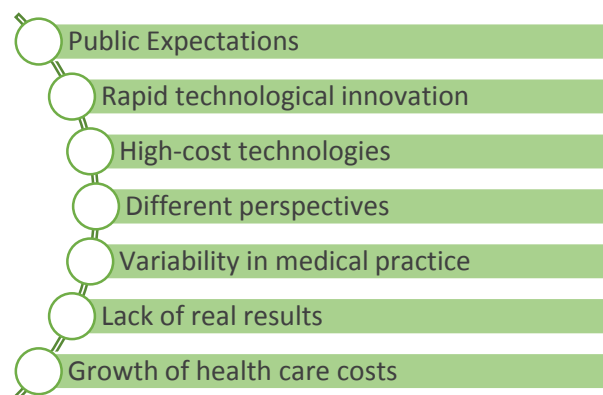 Public Expectations
Rapid technological innovation
High-cost technologies
Different perspectives
Variability in medical practice
Lack of real results
Growth of health care costs